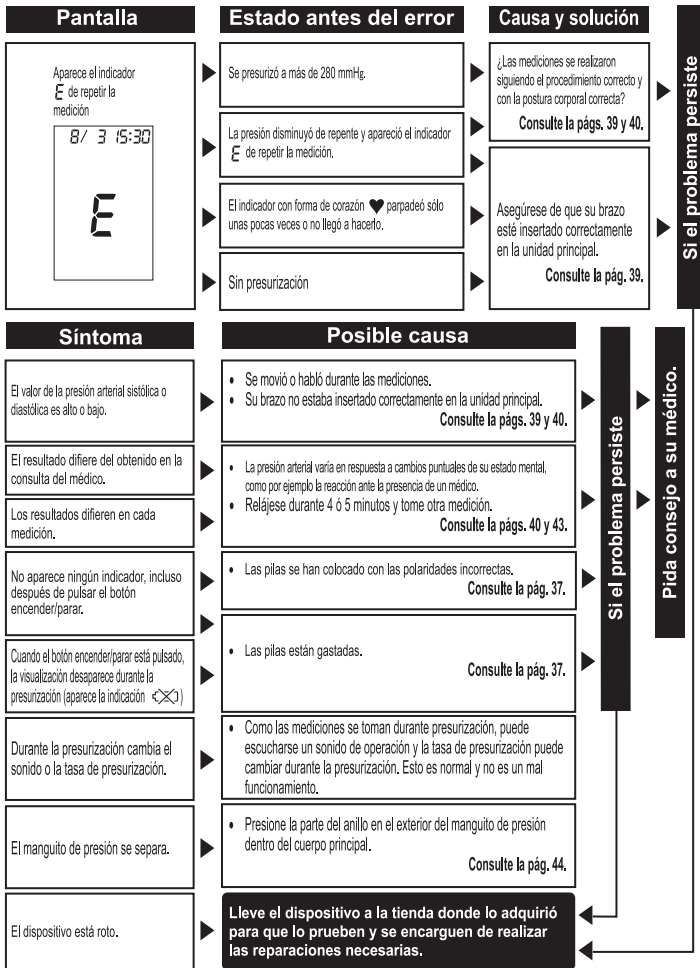 Pantalla
Estado antes del error
Causa y solución
Aparece el indicador
E de repetir la
medición
8/ 3 15:30
E
Se presurizó a más de 280 mmHg.
La presión disminuyó de repente y apareció el indicador
E de repetir la medición.
El indicador con forma de corazón ♥ parpadeó sólo
unas pocas veces o no llegó a hacerlo.
Sin presurización
¿Las mediciones se realizaron
siguiendo el procedimiento correcto y
con la postura corporal correcta?
Consulte la págs. 39 y 40.
Asegúrese de que su brazo
esté insertado correctamente
en la unidad principal.
Consulte la pág. 39.
Si el problema persiste
Síntoma
Posible causa
El valor de la presión arterial sistólica o
diastólica es alto o bajo.
• Se movió o habló durante las mediciones.
• Su brazo no estaba insertado correctamente en la unidad principal.
Consulte la págs. 39 y 40.
El resultado difiere del obtenido en la
consulta del médico.
Los resultados difieren en cada
medición.
• La presión arterial varía en respuesta a cambios puntuales de su estado mental,
como por ejemplo la reacción ante la presencia de un médico.
• Relájese durante 4 ó 5 minutos y tome otra medición.
Consulte la págs. 40 y 43.
No aparece ningún indicador, incluso
después de pulsar el botón
encender/parar.
• Las pilas se han colocado con las polaridades incorrectas.
Consulte la pág. 37.
Cuando el botón encender/parar está pulsado,
la visualización desaparece durante la
presurización (aparece la indicación )
• Las pilas están gastadas.
Consulte la pág. 37.
Durante la presurización cambia el
sonido o la tasa de presurización.
• Como las mediciones se toman durante presurización, puede
escucharse un sonido de operación y la tasa de presurización puede
cambiar durante la presurización. Esto es normal y no es un mal
funcionamiento.
El manguito de presión se separa.
• Presione la parte del anillo en el exterior del manguito de presión
dentro del cuerpo principal.
Consulte la pág. 44.
El dispositivo está roto.
Lleve el dispositivo a la tienda donde lo adquirió
para que lo prueben y se encarguen de realizar
las reparaciones necesarias.
Si el problema persiste
Pida consejo a su médico.